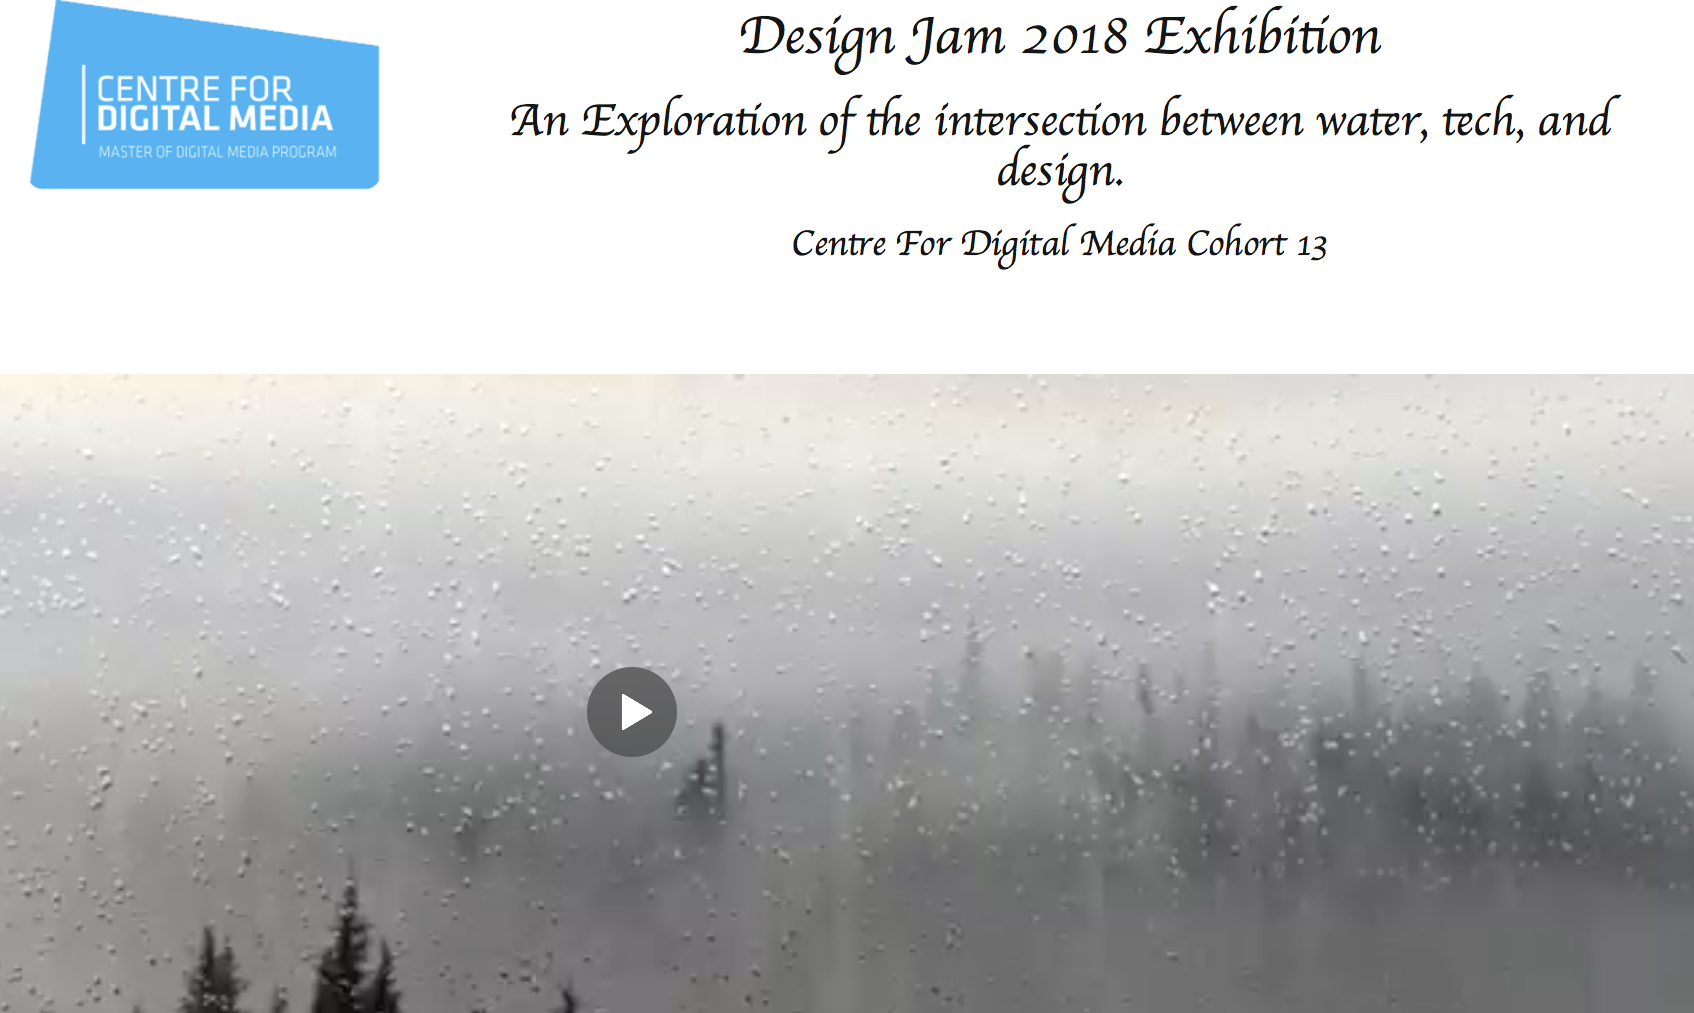 CENTRE FOR
DIGITAL MEDIA
MASTER OF DIGITAL MEDIA PROGRAM
Design Jam 2018 Exhibition
An Exploration of the intersection between water, tech, and
design.
Centre For Digital Media Cohort 13